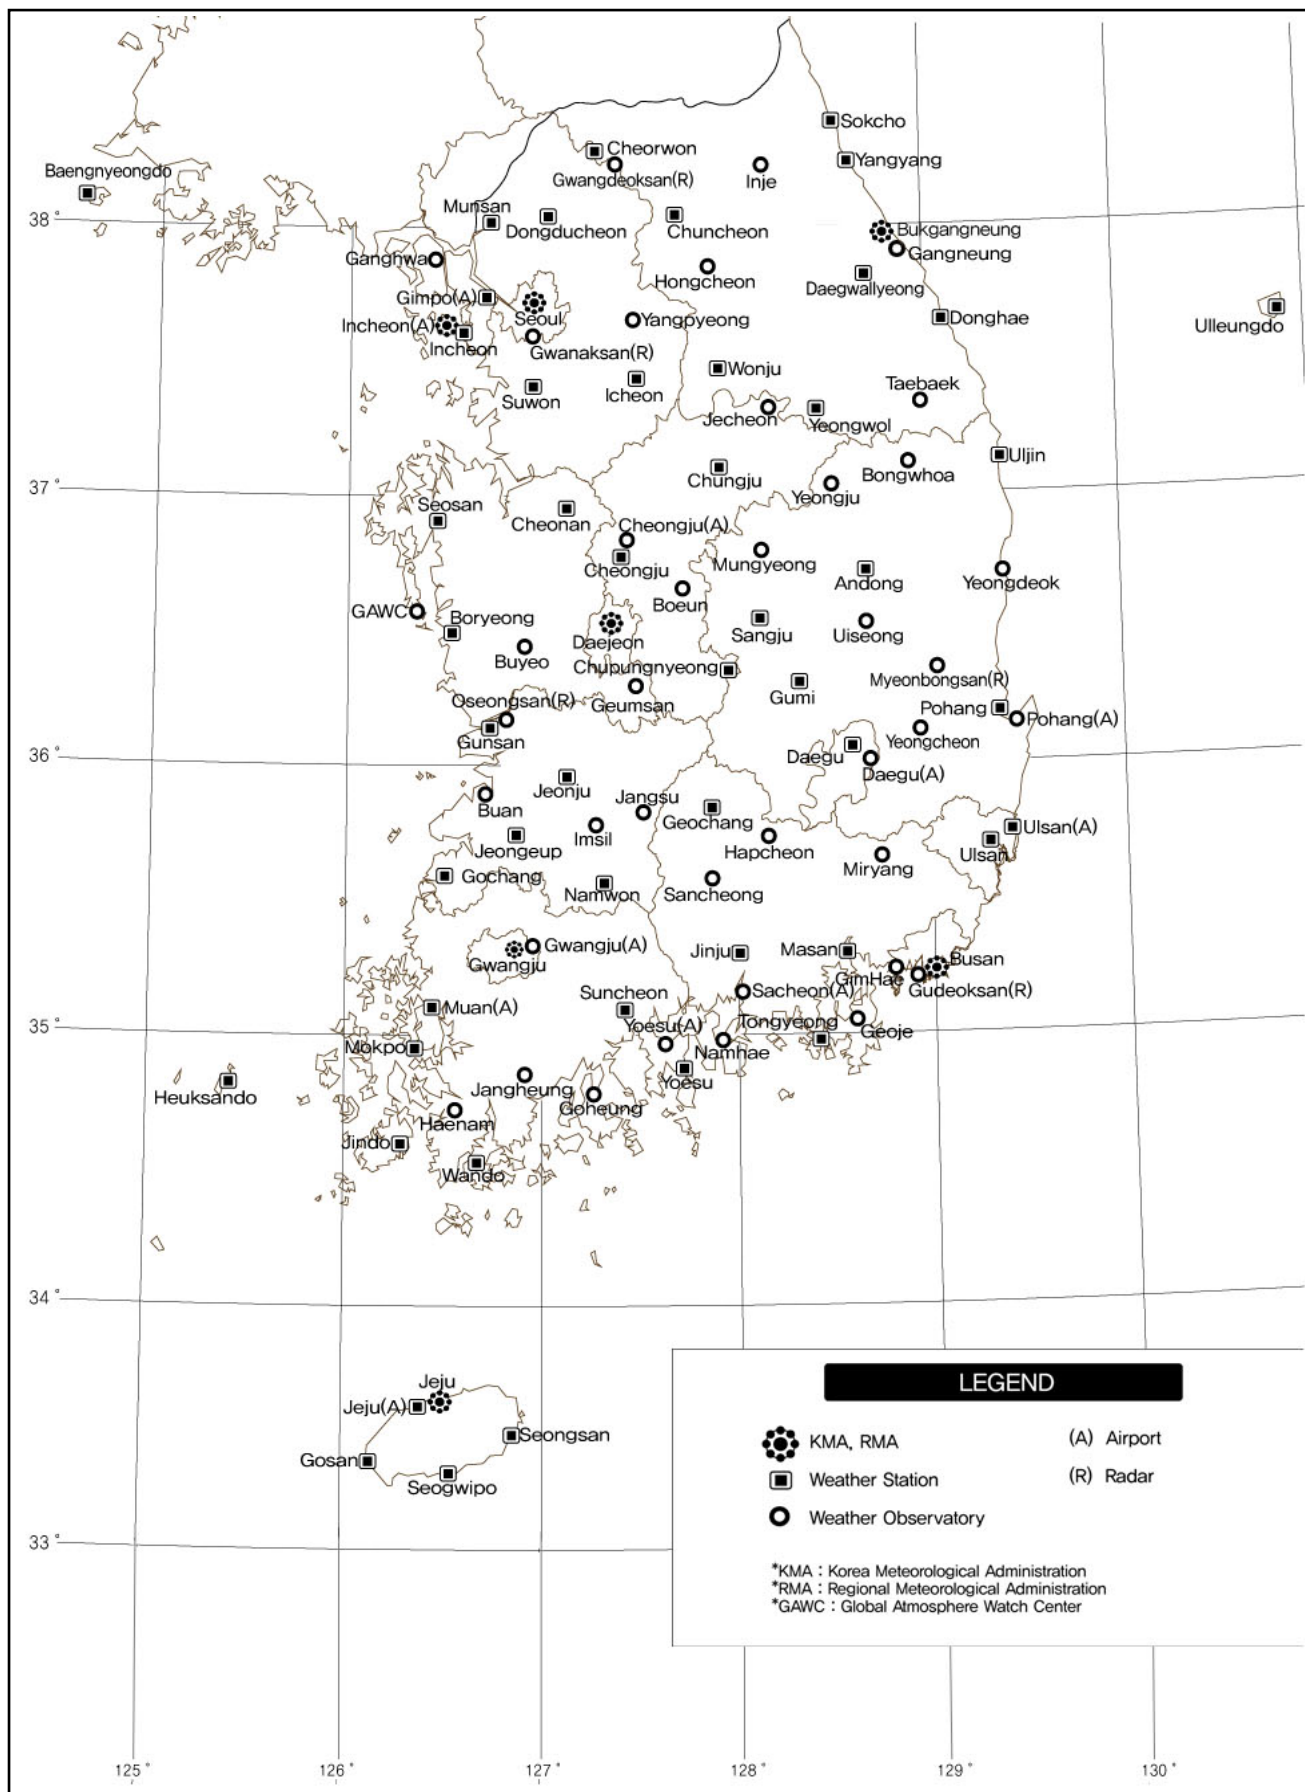 Sokcho
Cheorwon
Yangyang
Baengnyeongdo
Gwangdeoksan(R)
Inje
Munsan
38°
Dongducheon
Chuncheon
Bukgangneung
Gangneung
Ganghwa
Hongcheon
Daegwallyeong
Gimpo(A)
Seoul
Yangpyeong
Donghae
Ulleungdo
Incheon(A)
Incheon
Gwanaksan(R)
Wonju
Suwon
Icheon
Taebaek
Jecheon
Yeongwol
Uljin
Chungju
Bongwhoa
37°
Yeongju
Seosan
Cheonan
Cheongju(A)
Mungyeong
Cheongju
Andong
Yeongdeok
Boeun
GAWC
Boryeong
Sangju
Uiseong
Daejeon
Buyeo
Chupungnyeong
Myeonbongsan(R)
Oseongsan(R)
Geumsan
Gumi
Pohang
Pohang(A)
Gunsan
Yeongcheon
36°
Daegu
Daegu(A)
Jeonju
Jangsu
Buan
Geochang
Ulsan(A)
Imsil
Hapcheon
Jeongeup
Ulsan
Miryang
Gochang
Namwon
Sancheong
Gwangju(A)
Jinju
Masan
Busan
Gwangju
GimHae
Gudeoksan(R)
Suncheon
Sacheon(A)
Muan(A)
35°
Yoesu(A)
Tongyeong
Geoje
Mokpo
Namhae
Yoesu
Heuksando
Jangheung
Goheung
Haenam
Jindo
Wando
34°
Jeju
Jeju(A)
Seongsan
Gosan
Seogwipo
33°
LEGEND
KMA, RMA
(A) Airport
Weather Station
(R) Radar
Weather Observatory
*KMA : Korea Meteorological Administration
*RMA : Regional Meteorological Administration
*GAWC : Global Atmosphere Watch Center
125° 126° 127° 128° 129° 130°